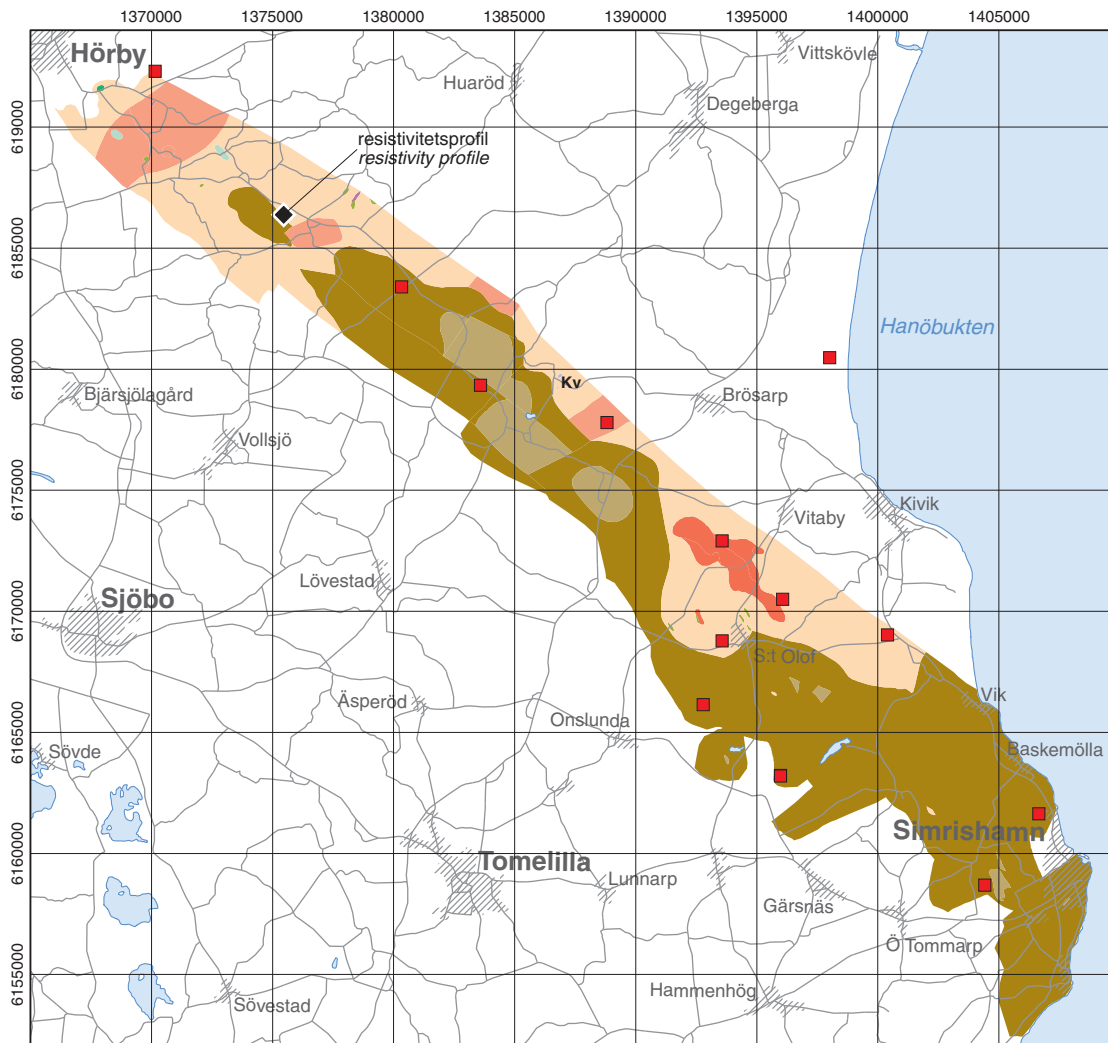 1370000 1375000 1380000 1385000 1390000 1395000 1400000 1405000
Hörby
Vittskövle
Huaröd
Degeberga
6190000
resistivitetsprofil
resistivity profile
6185000
Hanöbukten
6180000
Kv
Bjärsjölagård
Brösarp
Vollsjö
6175000
Kivik
Vitaby
Lövestad
Sjöbo
6170000
S:t Olof
Äsperöd
Vik
Onslunda
6165000
Sövde
Baskemölla
Simrishamn
6160000
Tomelilla
Lunnarp
Gärsnäs
Ö Tommarp
6155000
Hammenhög
Sövestad